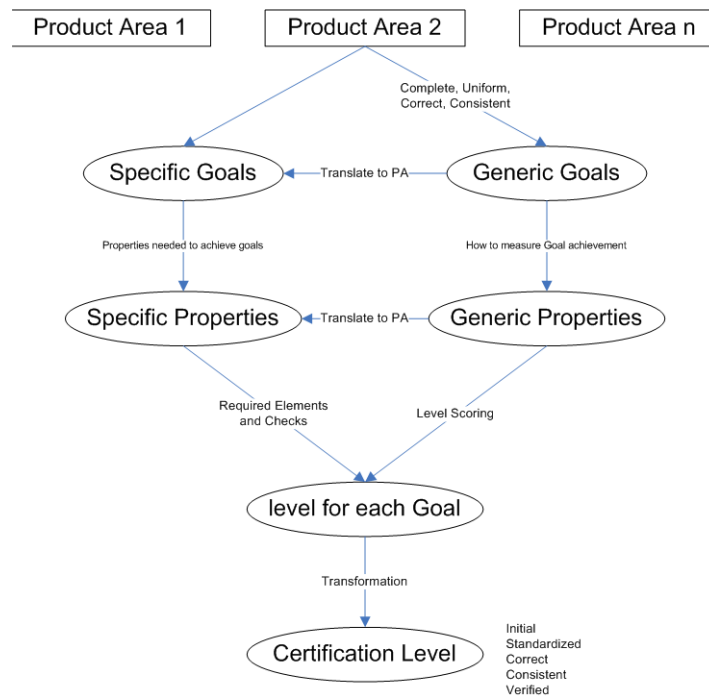 Product Area 1
Product Area 2
Product Area n
Complete, Uniform,
Correct, Consistent
Specific Goals
Translate to PA
Generic Goals
Properties needed to achieve goals
How to measure Goal achievement
Specific Properties
Translate to PA
Generic Properties
Required Elements
and Checks
Level Scoring
level for each Goal
Transformation
Certification Level
Initial
Standardized
Correct
Consistent
Verified